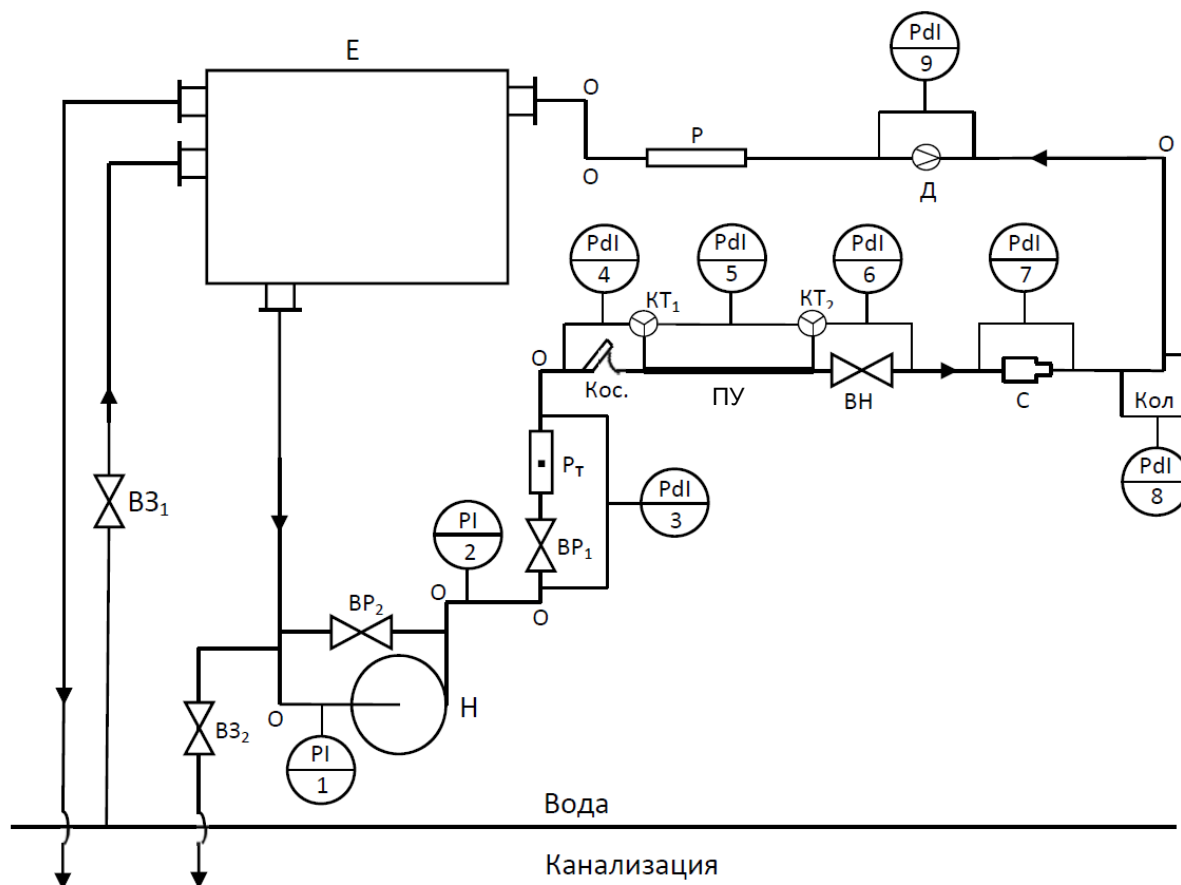 PdI
9
E
O
P
O
O
Д
PdI
4
PdI
5
PdI
6
PdI
7
КТ₁
КТ₂
O
Кос.
ПУ
ВН
С
Кол
PdI
8
Рт
PdI
3
ВЗ₁
PI
2
ВР₁
O
O
ВР₂
Н
O
ВЗ₂
PI
1
Вода
Канализация